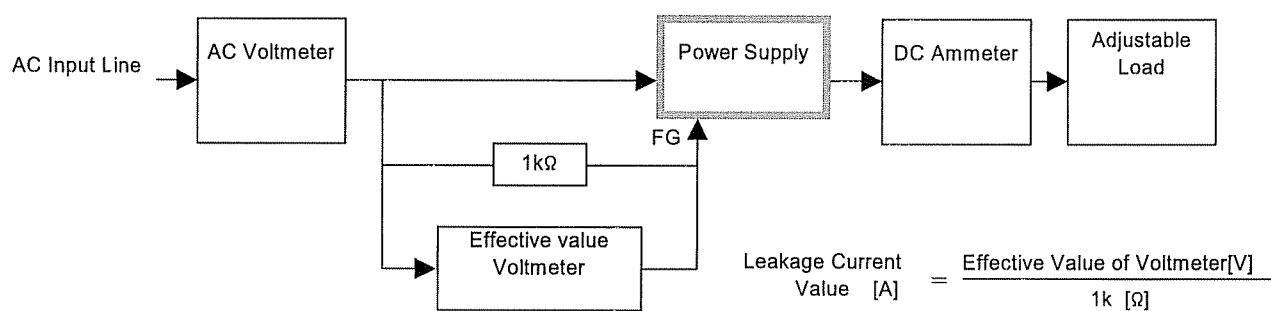 AC Input Line
AC Voltmeter
Power Supply
DC Ammeter
Adjustable
Load
FG
1kΩ
Effective value
Voltmeter
Leakage Current
Value [A]
=
Effective Value of Voltmeter[V]
1k [Ω]